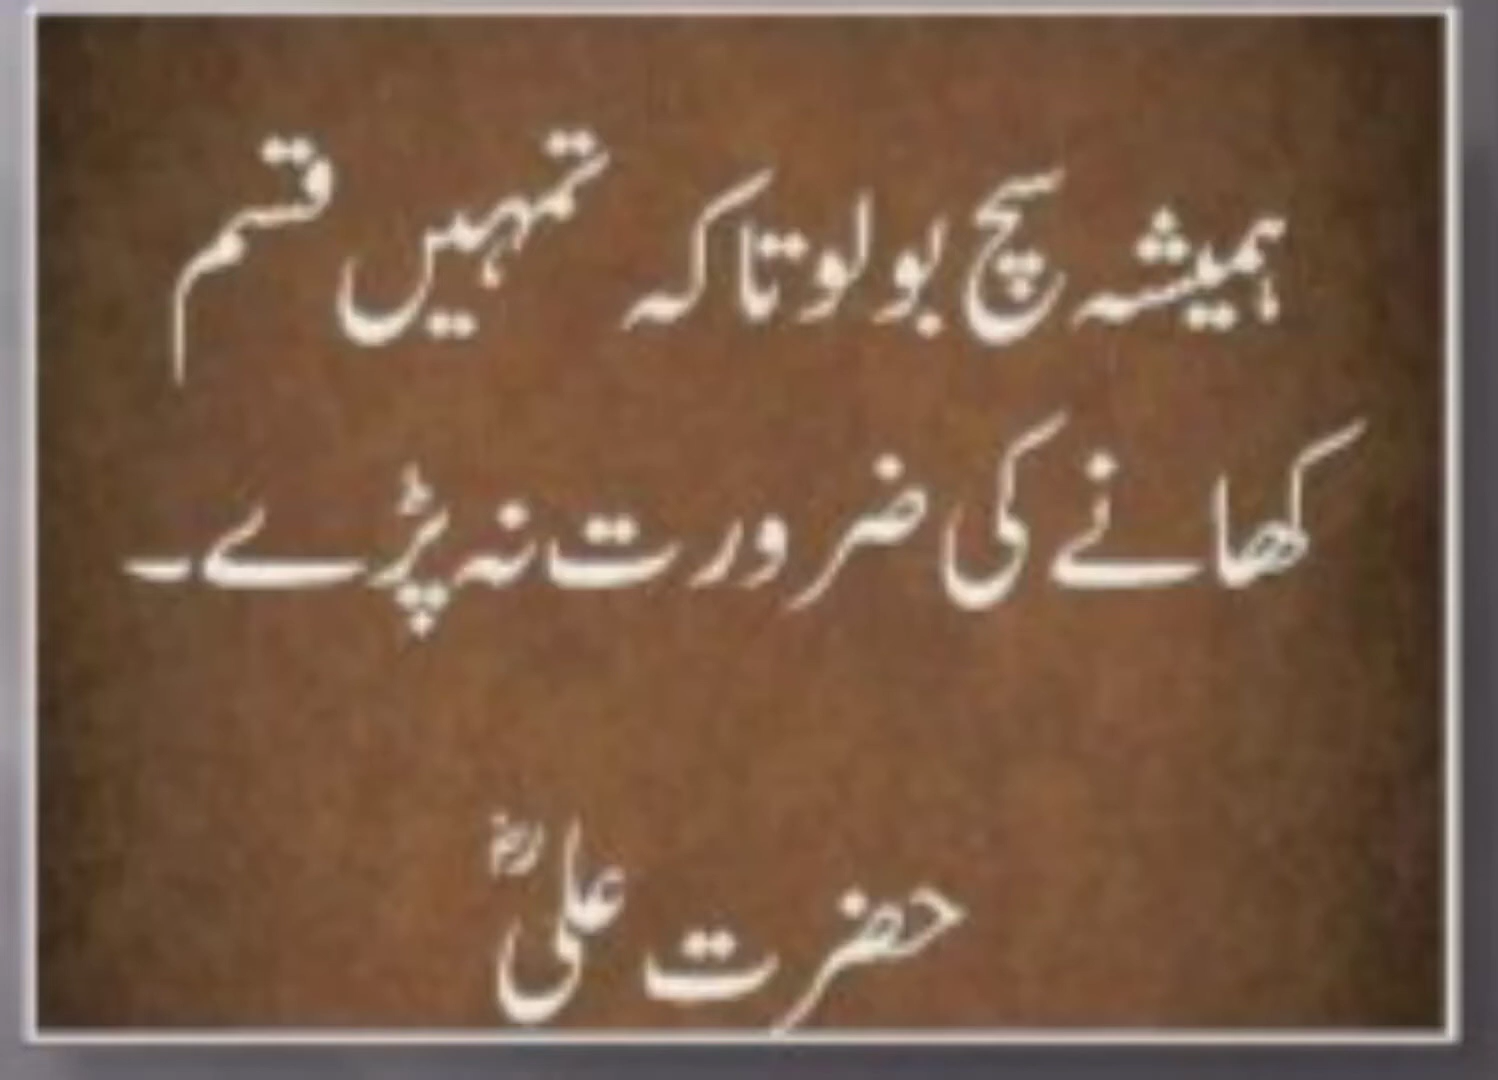 ہمیشہ سچ بولو تاکہ تمہیں قسم
کھانے کی ضرورت نہ پڑے۔
حضرت علیؓ